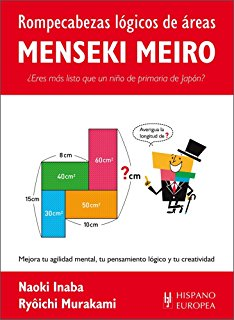 Rompecabezas lógicos de áreas
MENSEKI MEIRO
¿Eres más listo que un niño de primaria de Japón?
8cm
60cm²
40cm²
?cm
15cm
30cm²
50cm²
10cm
Averigua la
longitud de ?
Mejora tu agilidad mental, tu pensamiento lógico y tu creatividad
Naoki Inaba
Ryôichi Murakami
HISPANO
EUROPEA